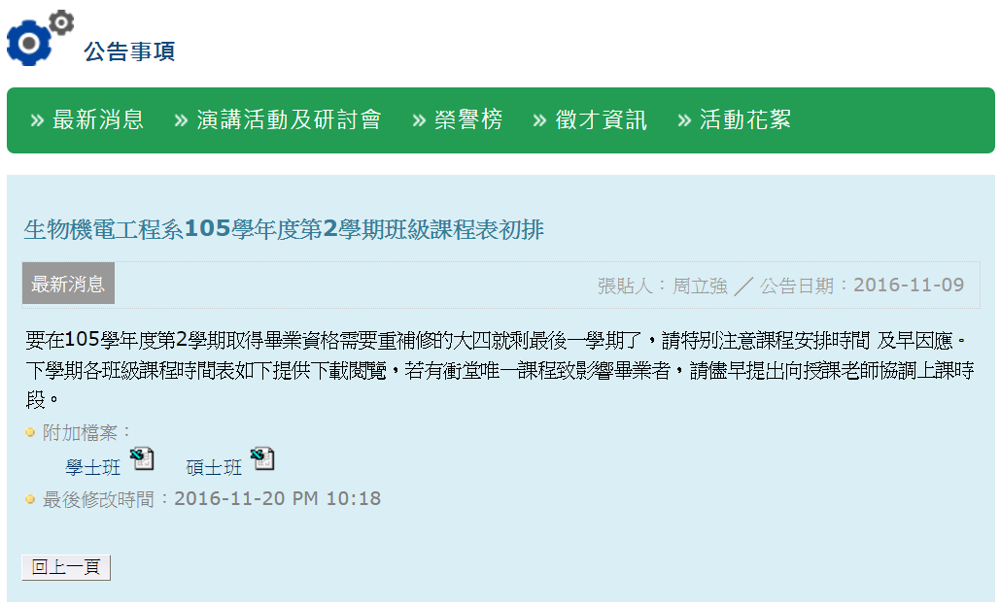 公告事項
» 最新消息 » 演講活動及研討會 » 榮譽榜 » 徵才資訊 » 活動花絮
生物機電工程系105學年度第2學期班級課程表初排
最新消息 張貼人：周立強 ／ 公告日期：2016-11-09
要在105學年度第2學期取得畢業資格需要重補修的大四就剩最後一學期了，請特別注意課程安排時間 及早因應。
下學期各班級課程時間表如下提供下載閱覽，若有衝堂唯一課程致影響畢業者，請儘早提出向授課老師協調上課時
段。
附加檔案：
學士班 碩士班
最後修改時間：2016-11-20 PM 10:18
回上一頁